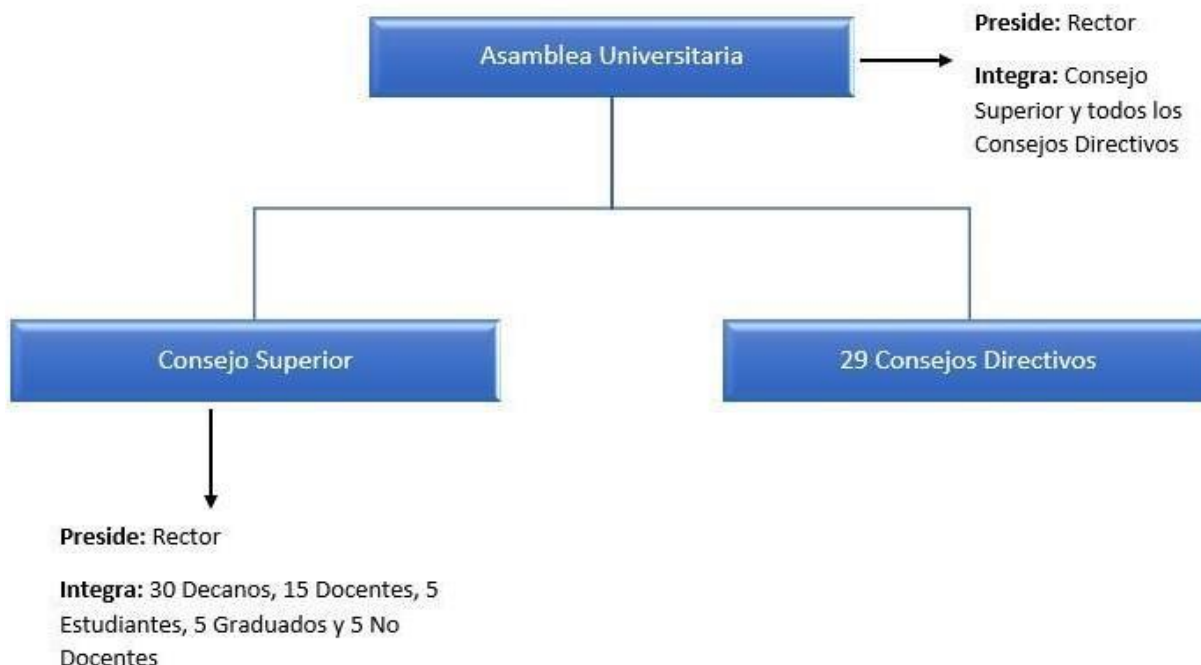 Asamblea Universitaria
Preside: Rector
Integra: Consejo
Superior y todos los
Consejos Directivos
Consejo Superior
29 Consejos Directivos
Preside: Rector
Integra: 30 Decanos, 15 Docentes, 5
Estudiantes, 5 Graduados y 5 No
Docentes